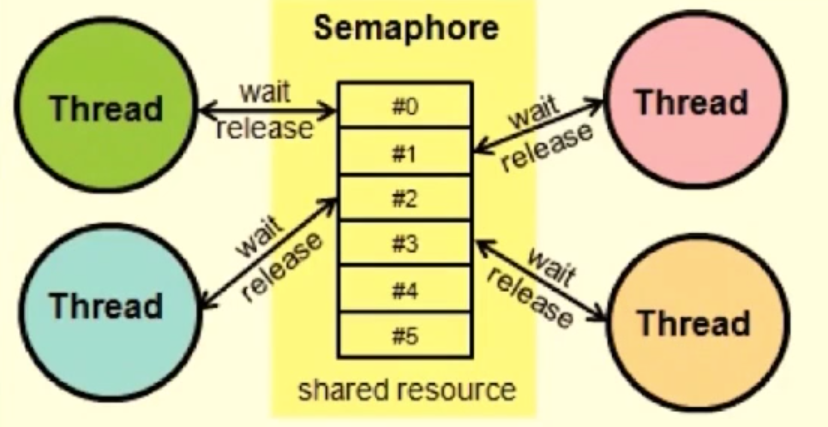 Semaphore
Thread
wait
release
#0
#1
#2
#3
#4
#5
wait
release
Thread
Thread
wait
release
wait
release
Thread
shared resource